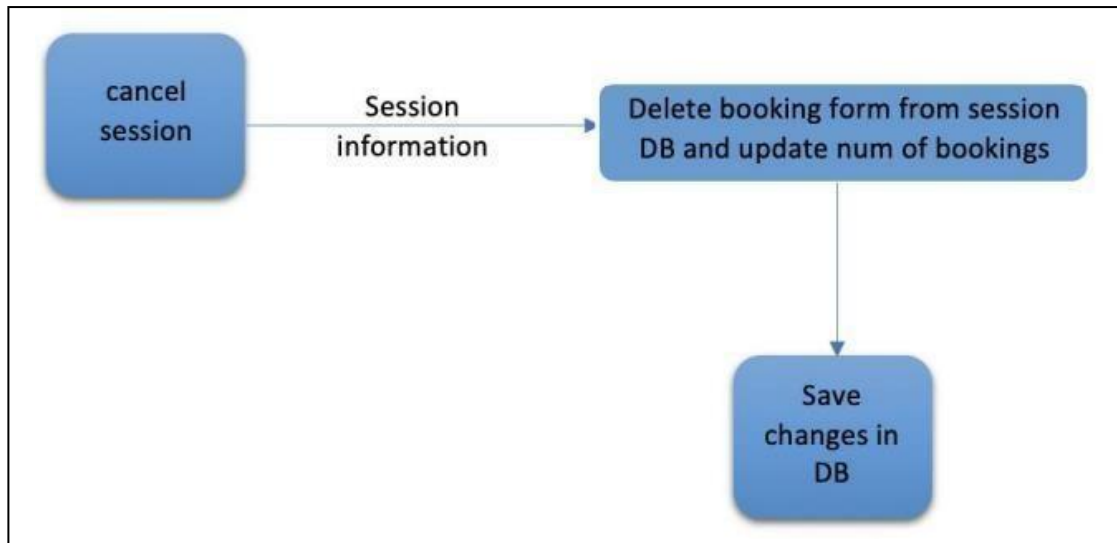 cancel
session
Session
information
Delete booking form from session
DB and update num of bookings
Save
changes in
DB